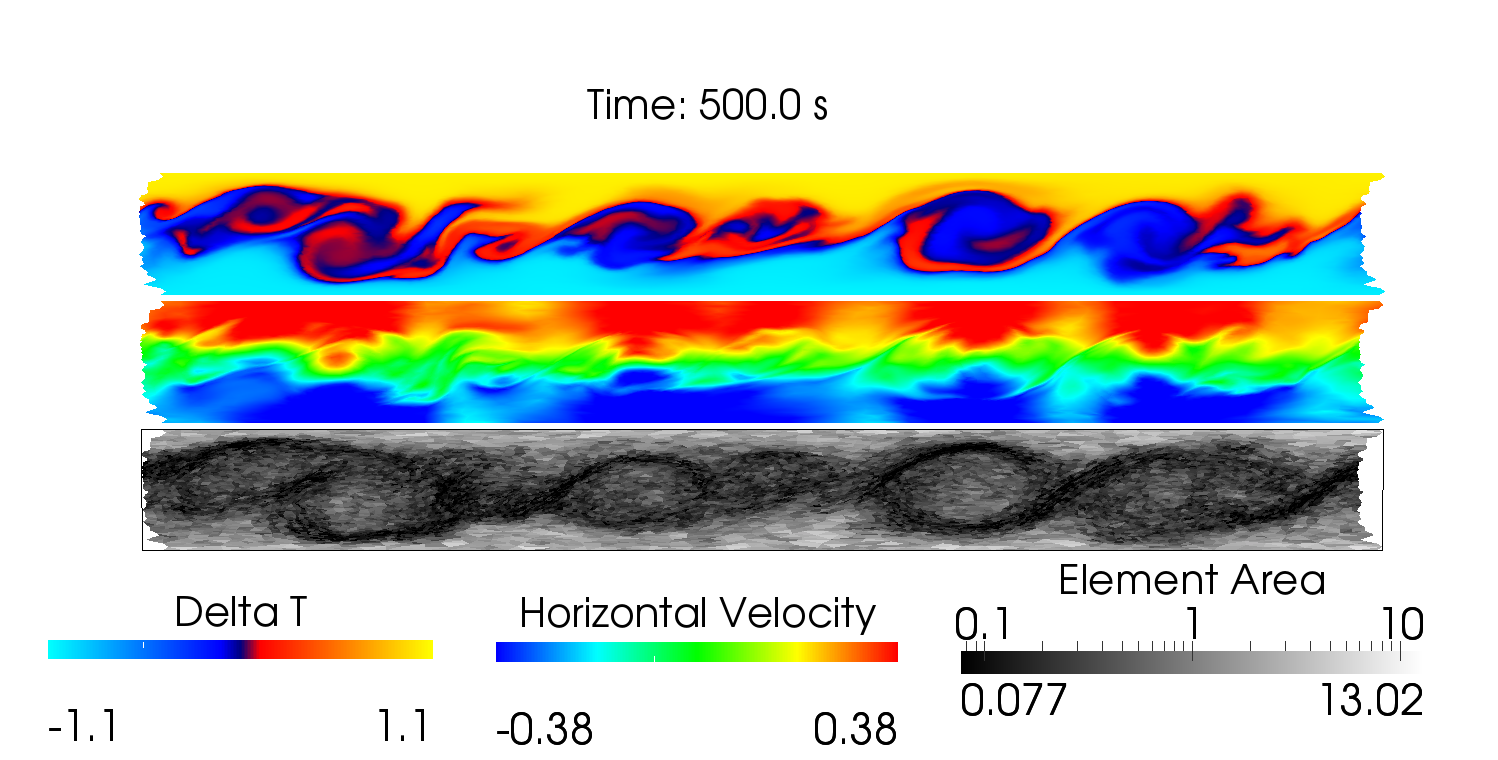 Time: 500.0 s
Delta T
-1.1 1.1
Horizontal Velocity
-0.38 0.38
Element Area
0.1 1 10
0.077 13.02